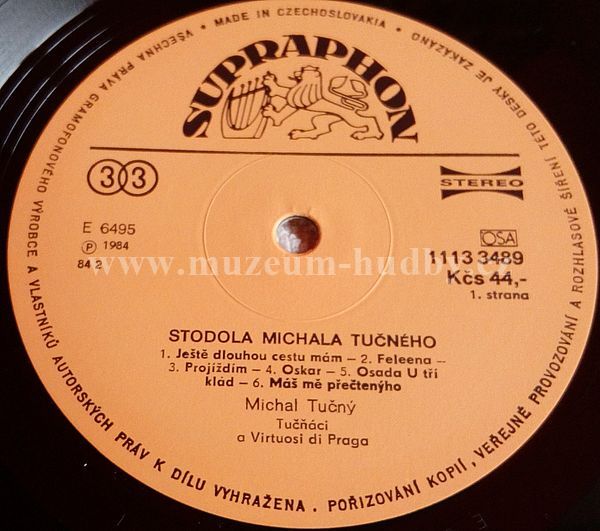 VŠECHNA PRÁVA GRAMOFONOVÉHO VÝROBCE A VLASTNÍKŮ AUTORSKÝCH PRÁV K DÍLU VYHRAŽENA. POŘIZOVÁNÍ KOPIÍ, VEŘEJNÉ PROVOZOVÁNÍ A ROZHLASOVÉ ŠÍŘENÍ TÉTO DESKY JE ZAKÁZÁNO
• MADE IN CZECHOSLOVAKIA •
SUPRAPHON
33
STEREO
E 6495
Ⓟ 1984
84 2
OSA
1113 3489
Kčs 44,-
1. strana
www.muzeum-hudby.cz
STODOLA MICHALA TUČNÉHO
1. Ještě dlouhou cestu mám – 2. Feleena –
3. Projíždím – 4. Oskar – 5. Osada U tří
klád – 6. Máš mě přečtenýho
Michal Tučný
Tučňáci
a Virtuosi di Praga